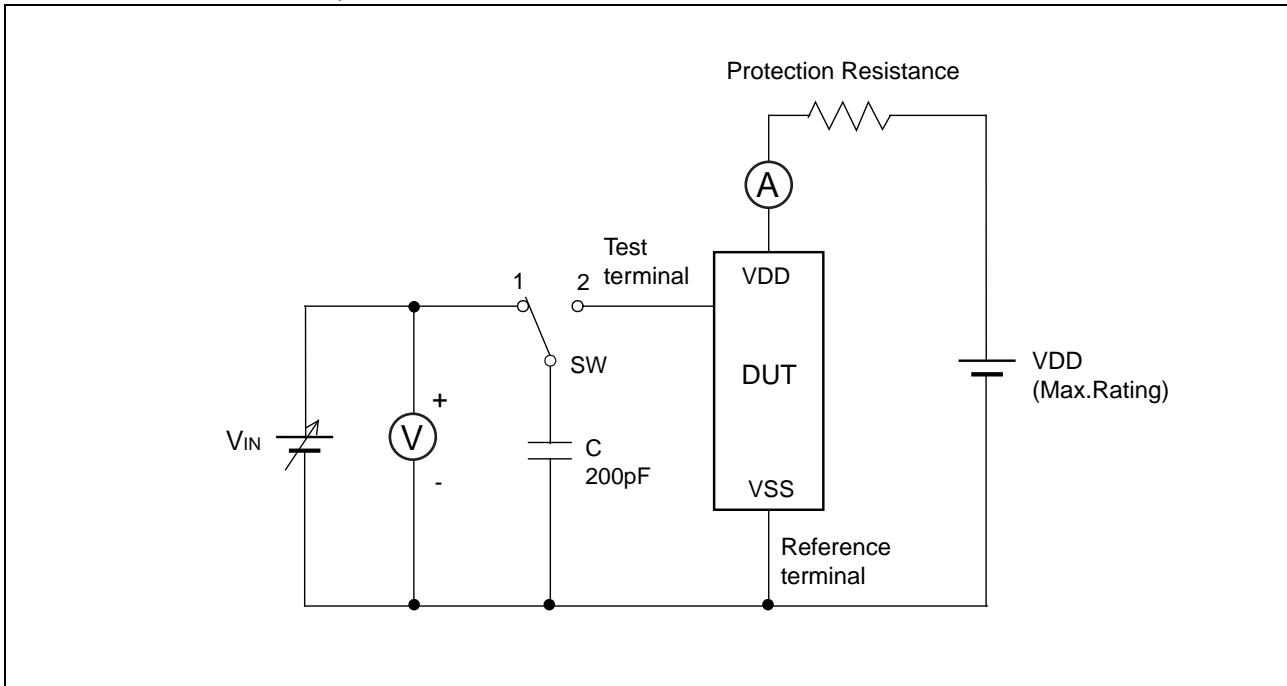 Protection Resistance
A
Test
terminal
1
2
VDD
SW
DUT
VDD
(Max.Rating)
+
VIN
V
C
200pF
-
VSS
Reference
terminal